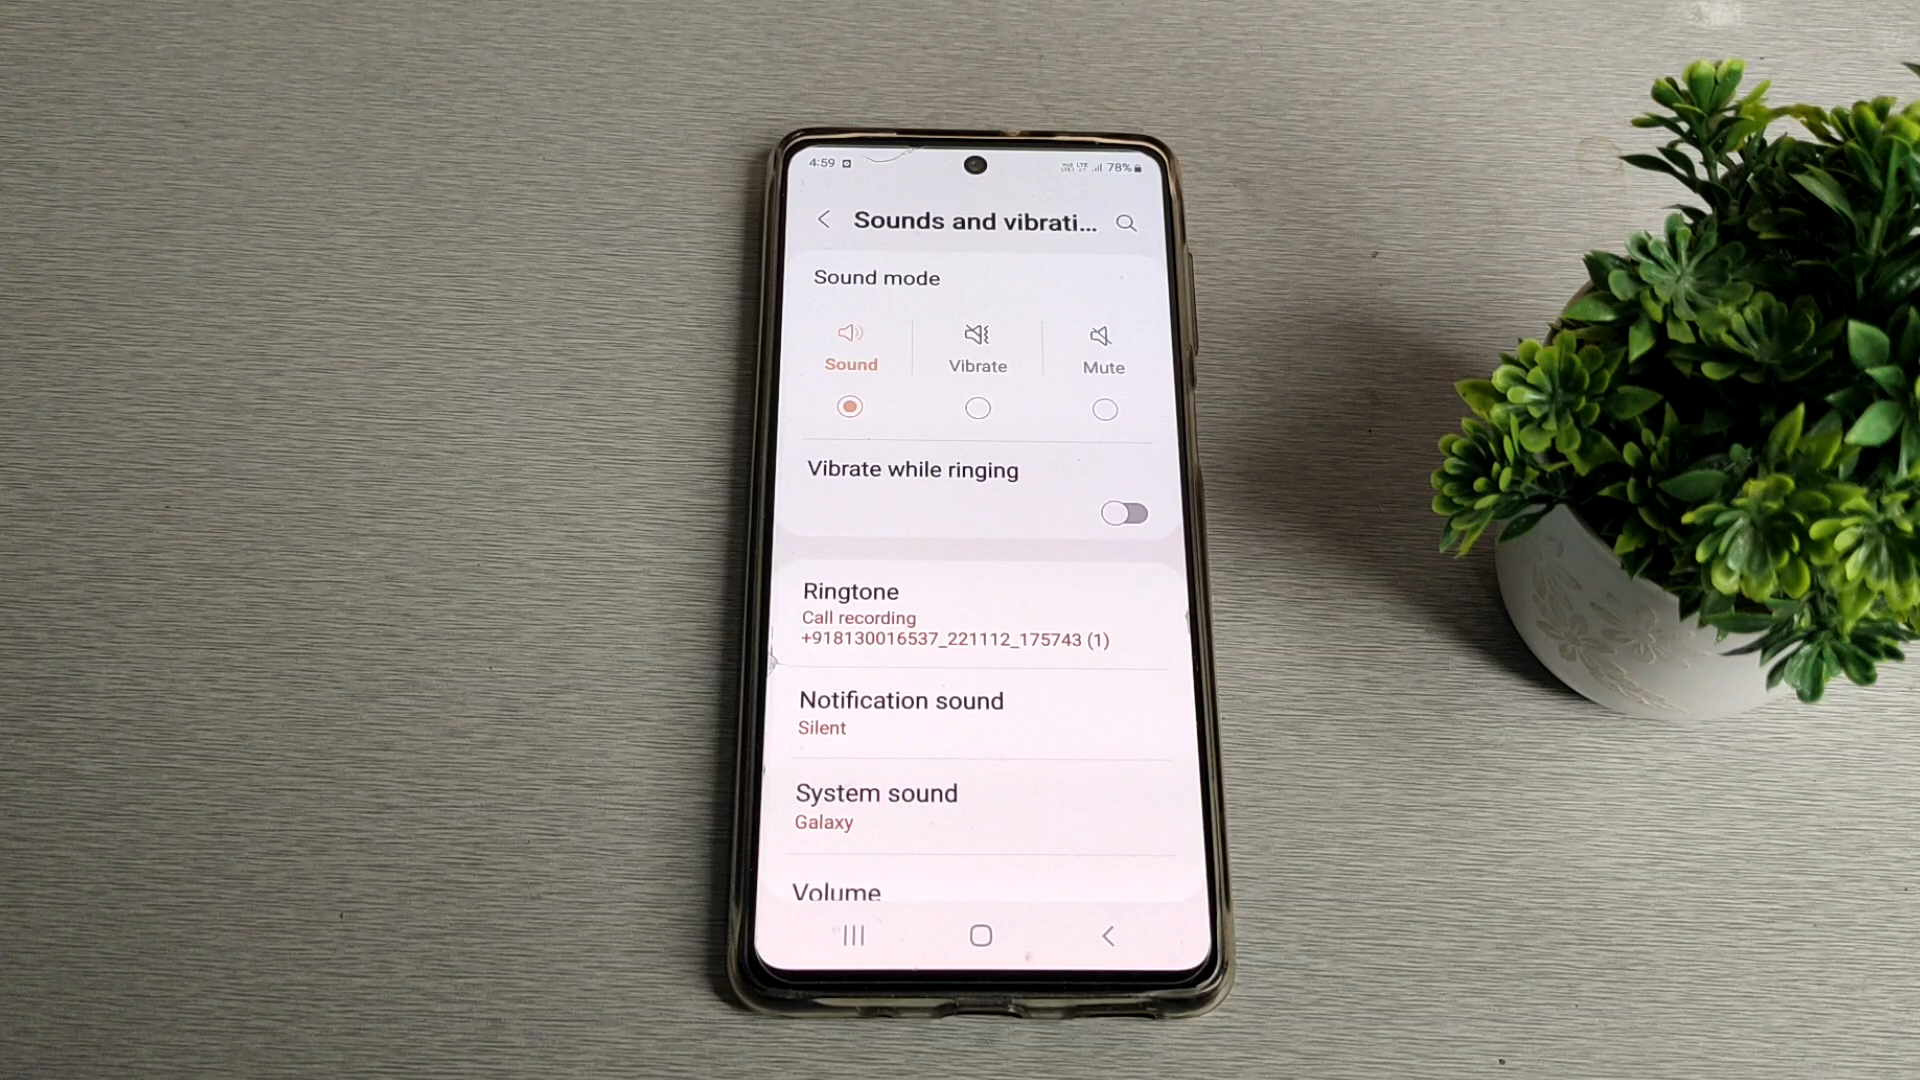 4:59
78%
Sounds and vibrati...
Sound mode
Sound
Vibrate
Mute
Vibrate while ringing
Ringtone
Call recording
+918130016537_221112_175743 (1)
Notification sound
Silent
System sound
Galaxy
Volume